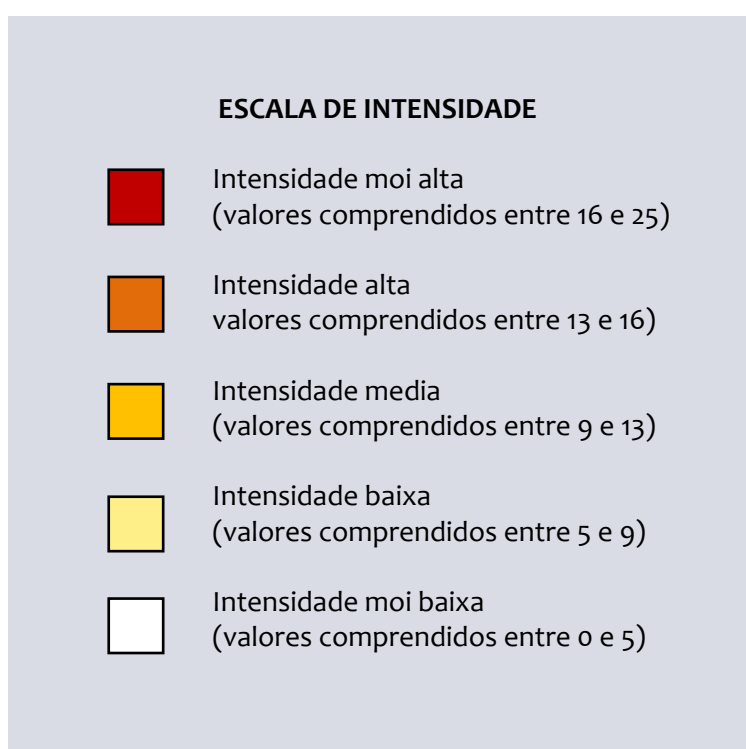 ESCALA DE INTENSIDADE
Intensidade moi alta
(valores comprendidos entre 16 e 25)
Intensidade alta
valores comprendidos entre 13 e 16)
Intensidade media
(valores comprendidos entre 9 e 13)
Intensidade baixa
(valores comprendidos entre 5 e 9)
Intensidade moi baixa
(valores comprendidos entre 0 e 5)